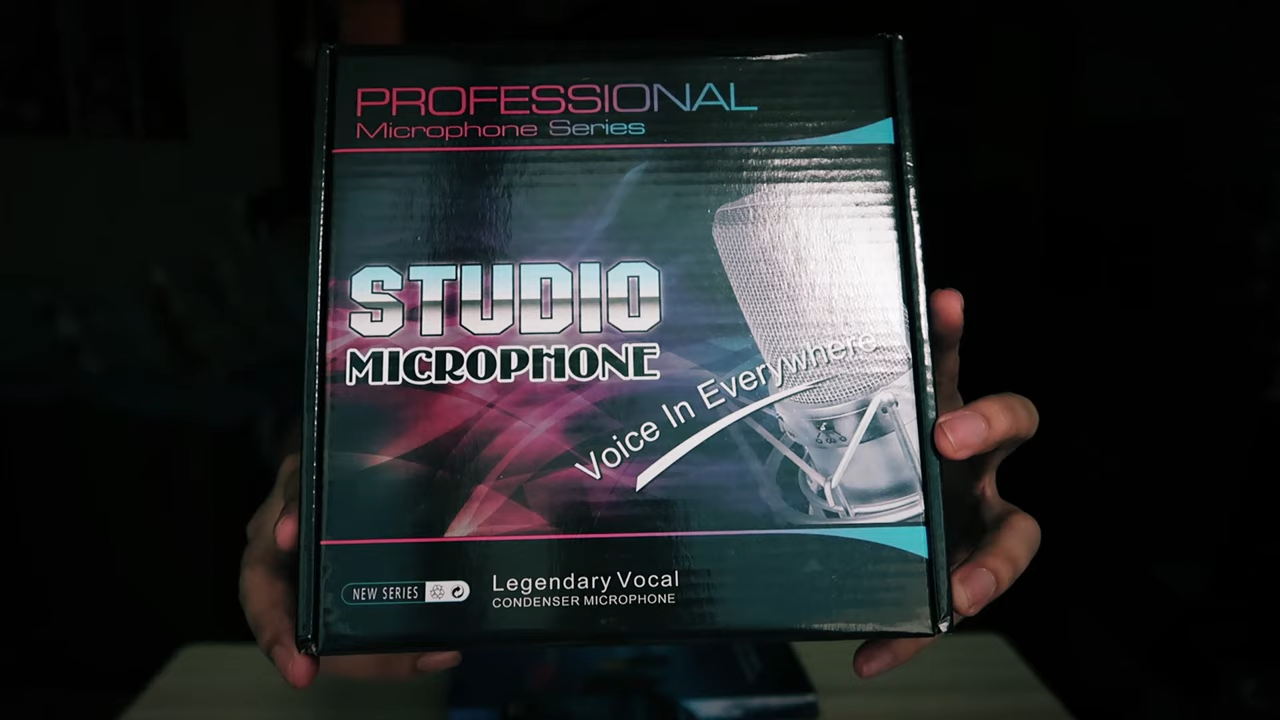 PROFESSIONAL
Microphone Series
STUDIO
MICROPHONE
Voice In Everywhere
NEW SERIES
Legendary Vocal
CONDENSER MICROPHONE